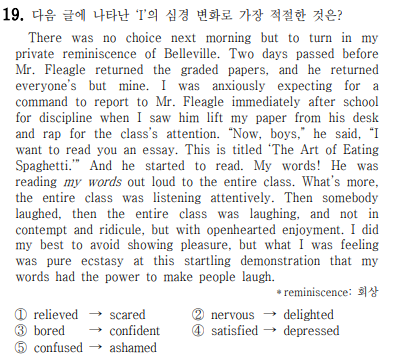 19. 다음 글에 나타난 ‘I’의 심경 변화로 가장 적절한 것은?
There was no choice next morning but to turn in my
private reminiscence of Belleville. Two days passed before
Mr. Fleagle returned the graded papers, and he returned
everyone’s but mine. I was anxiously expecting for a
command to report to Mr. Fleagle immediately after school
for discipline when I saw him lift my paper from his desk
and rap for the class’s attention. “Now, boys,” he said, “I
want to read you an essay. This is titled ‘The Art of Eating
Spaghetti.’” And he started to read. My words! He was
reading my words out loud to the entire class. What’s more,
the entire class was listening attentively. Then somebody
laughed, then the entire class was laughing, and not in
contempt and ridicule, but with openhearted enjoyment. I did
my best to avoid showing pleasure, but what I was feeling
was pure ecstasy at this startling demonstration that my
words had the power to make people laugh.
* reminiscence: 회상
① relieved → scared ② nervous → delighted
③ bored → confident ④ satisfied → depressed
⑤ confused → ashamed